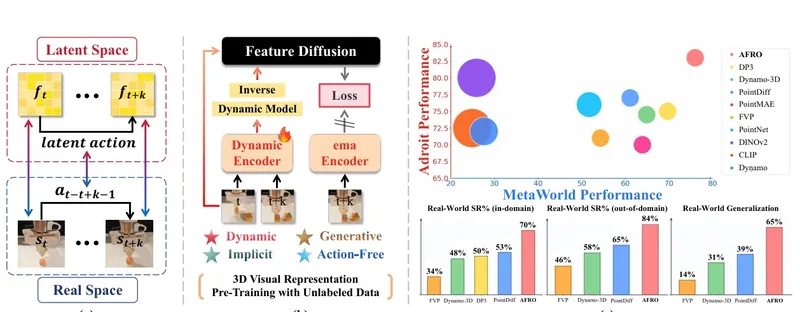 Latent Space
f_t
•••
f_{t+k}
latent action
a_{t−t+k−1}
s_t
•••
s_{t+k}
Real Space
Feature Diffusion
Inverse
Dynamic Model
Loss
Dynamic
Encoder
ema
Encoder
t
t+k
t
t+k
Dynamic
Generative
Implicit
Action-Free
3D Visual Representation
Pre-Training with Unlabeled Data
Adroit Performance
85.0
82.5
80.0
77.5
75.0
72.5
70.0
67.5
65.0
20
30
40
50
60
70
80
MetaWorld Performance
AFRO
DP3
Dynamo-3D
PointDiff
PointMAE
FVP
PointNet
DINOv2
CLIP
Dynamo
Real-World SR% (in-domain)
34%
48%
50%
53%
70%
FVP
Dynamo-3D
DP3
PointDiff
AFRO
Real-World SR% (out-of-domain)
46%
58%
65%
84%
FVP
Dynamo-3D
PointDiff
AFRO
Real-World Generalization
14%
31%
39%
65%
FVP
Dynamo-3D
PointDiff
AFRO